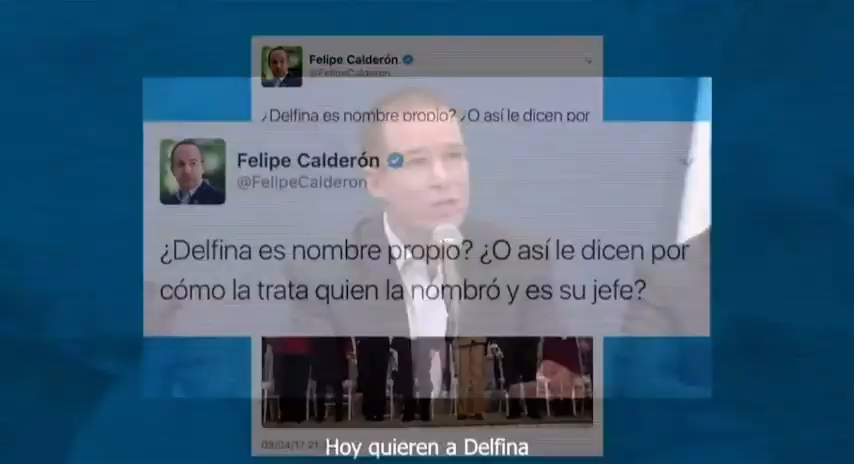 Felipe Calderón
@FelipeCalderon
¿Delfina es nombre propio? ¿O así le dicen por
Felipe Calderón
@FelipeCalderon
¿Delfina es nombre propio? ¿O así le dicen por
cómo la trata quien la nombró y es su jefe?
Hoy quieren a Delfina